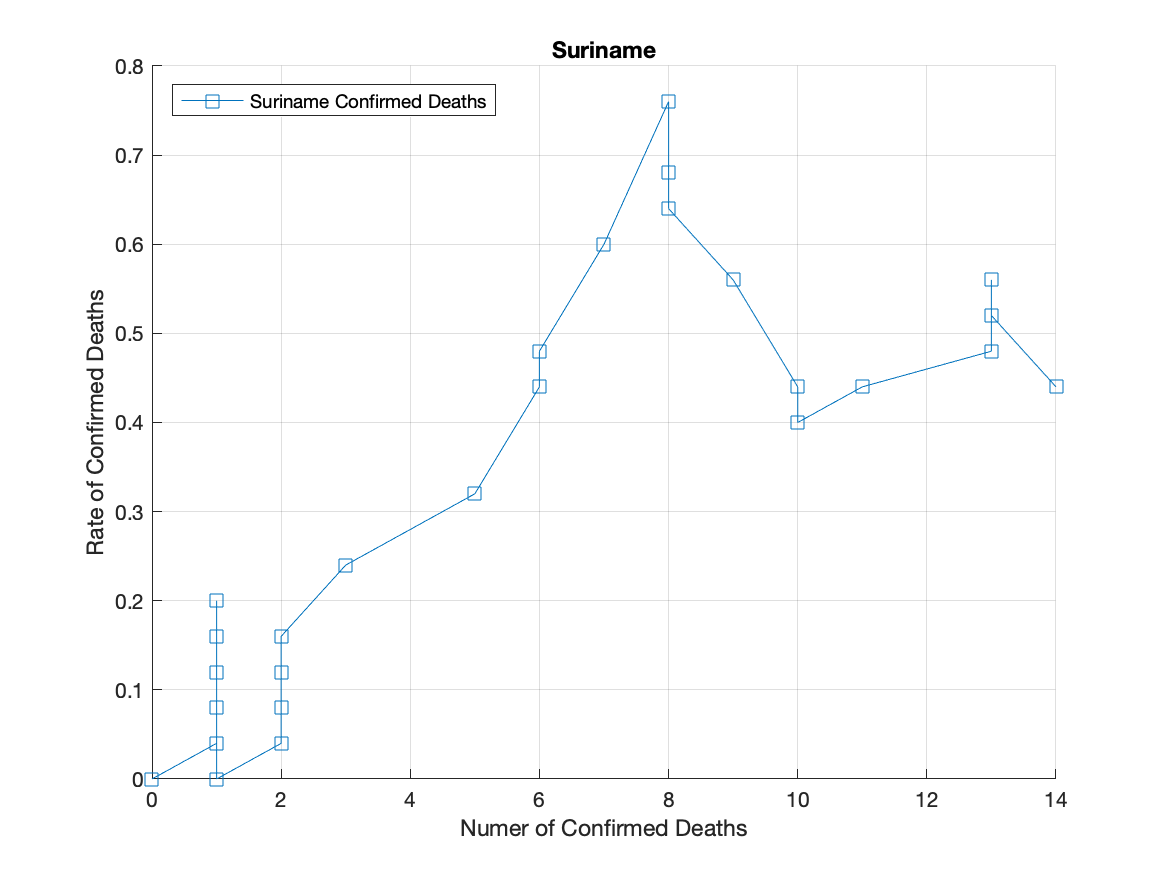 Suriname
Suriname Confirmed Deaths
0.8
0.7
0.6
0.5
0.4
0.3
0.2
0.1
0
Rate of Confirmed Deaths
0 2 4 6 8 10 12 14
Numer of Confirmed Deaths